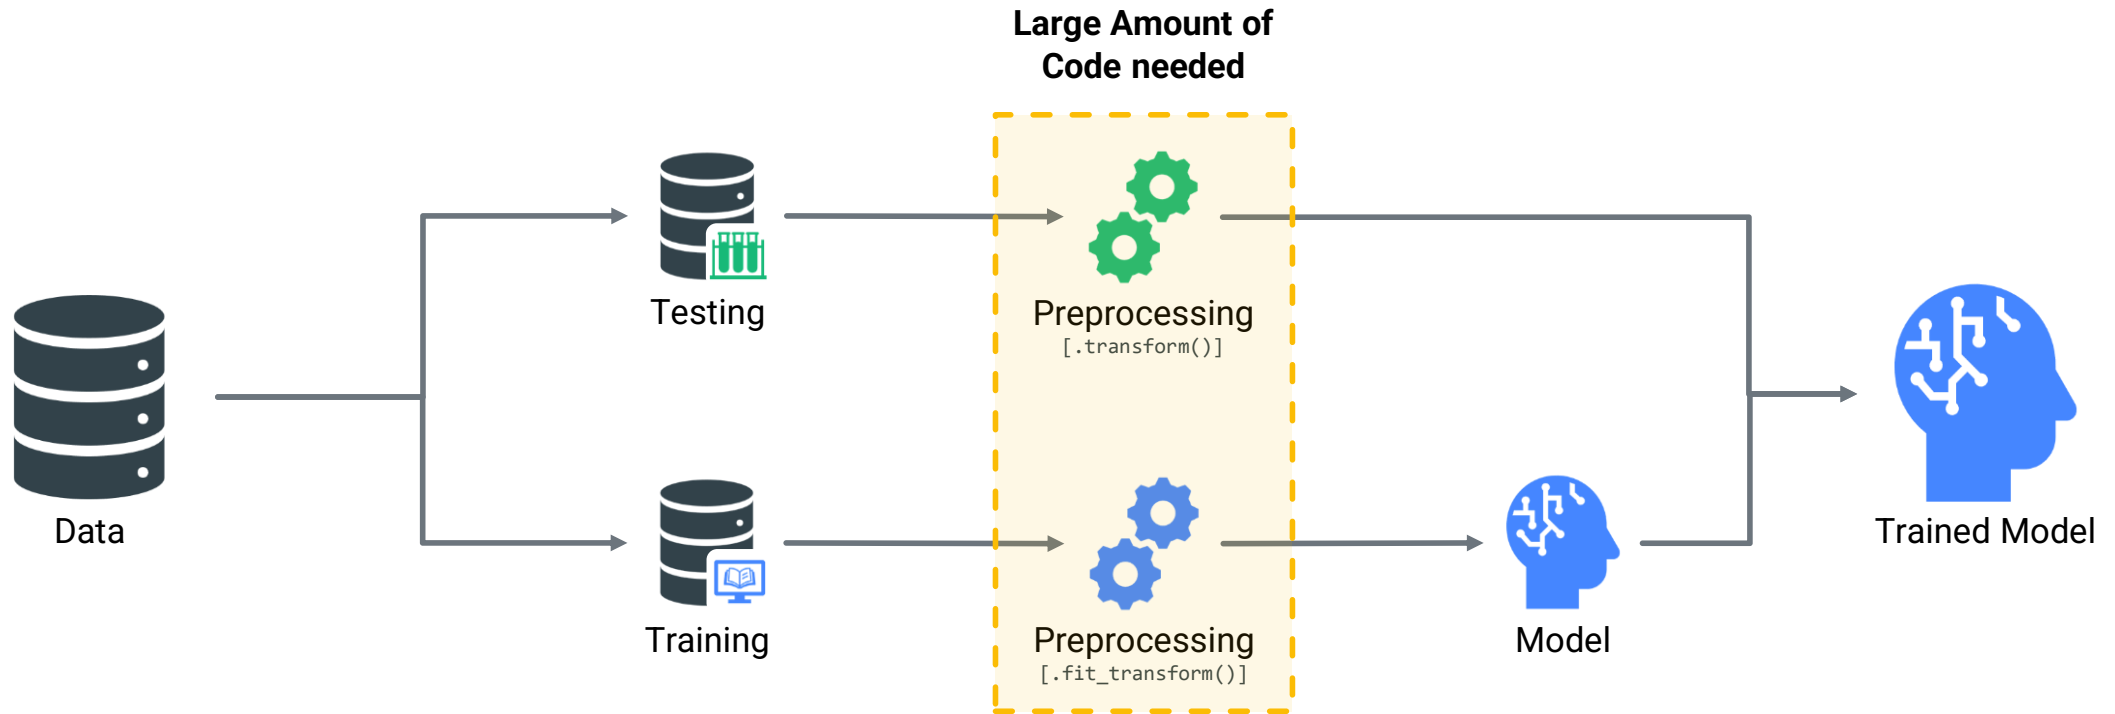 Large Amount of
Code needed
Testing
Preprocessing
[.transform()]
Data
Trained Model
Training
Preprocessing
[.fit_transform()]
Model